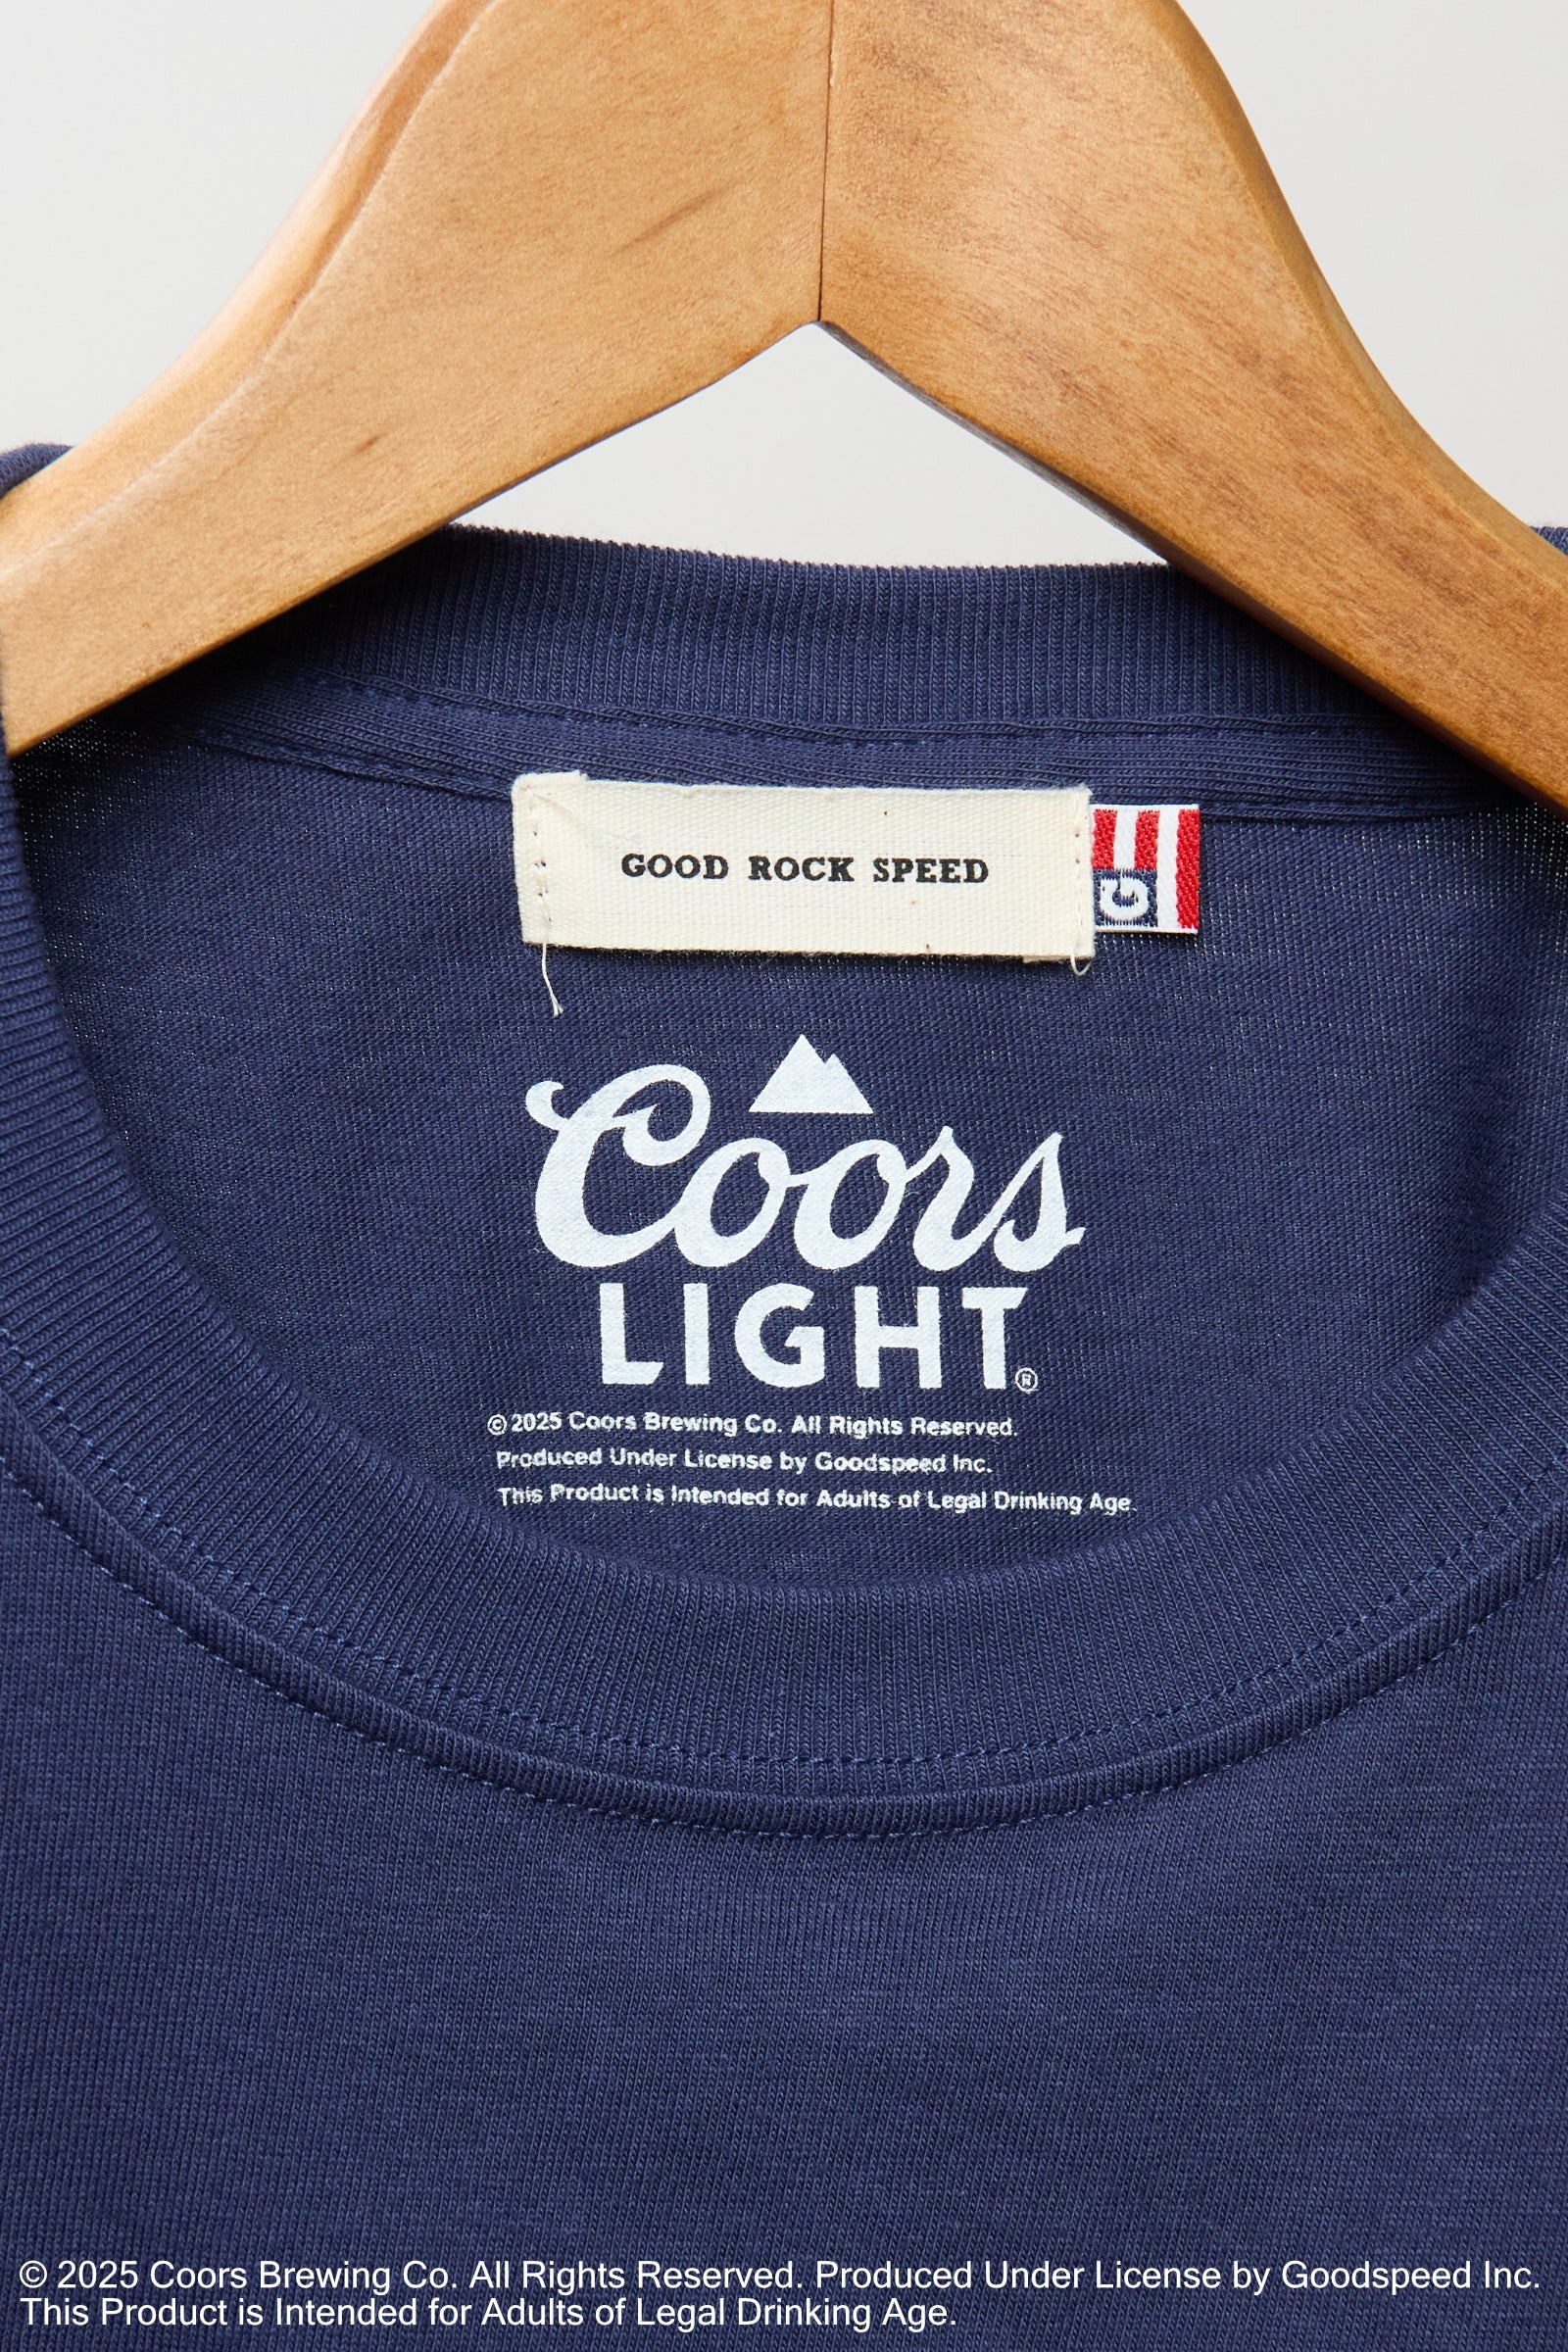 GOOD ROCK SPEED
G
Coors
LIGHT®
©2025 Coors Brewing Co. All Rights Reserved.
Produced Under License by Goodspeed Inc.
This Product is Intended for Adults of Legal Drinking Age.
© 2025 Coors Brewing Co. All Rights Reserved. Produced Under License by Goodspeed Inc.
This Product is Intended for Adults of Legal Drinking Age.